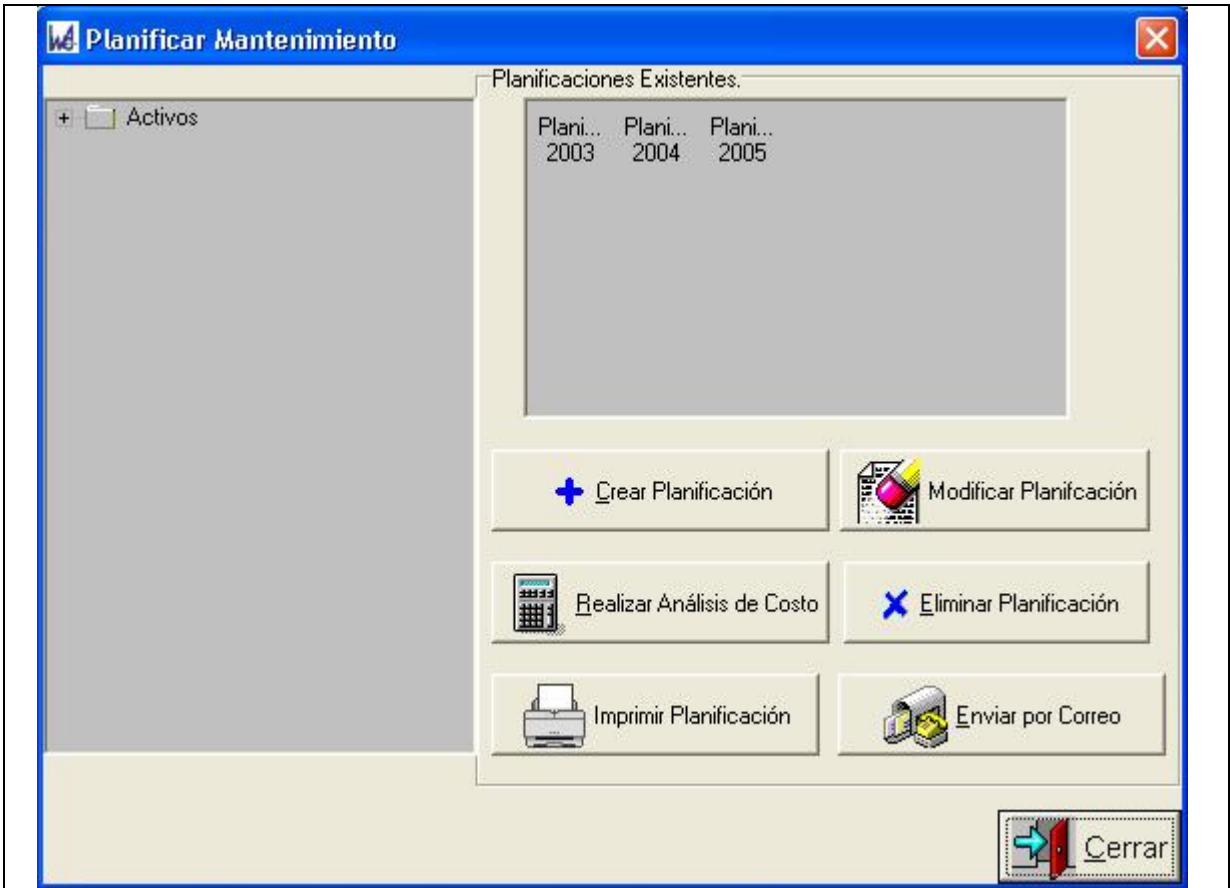 Planificar Mantenimiento
Planificaciones Existentes.
Activos
Plani... Plani... Plani...
2003 2004 2005
Crear Planificación
Modificar Planifcación
Realizar Análisis de Costo
Eliminar Planificación
Imprimir Planificación
Enviar por Correo
Cerrar